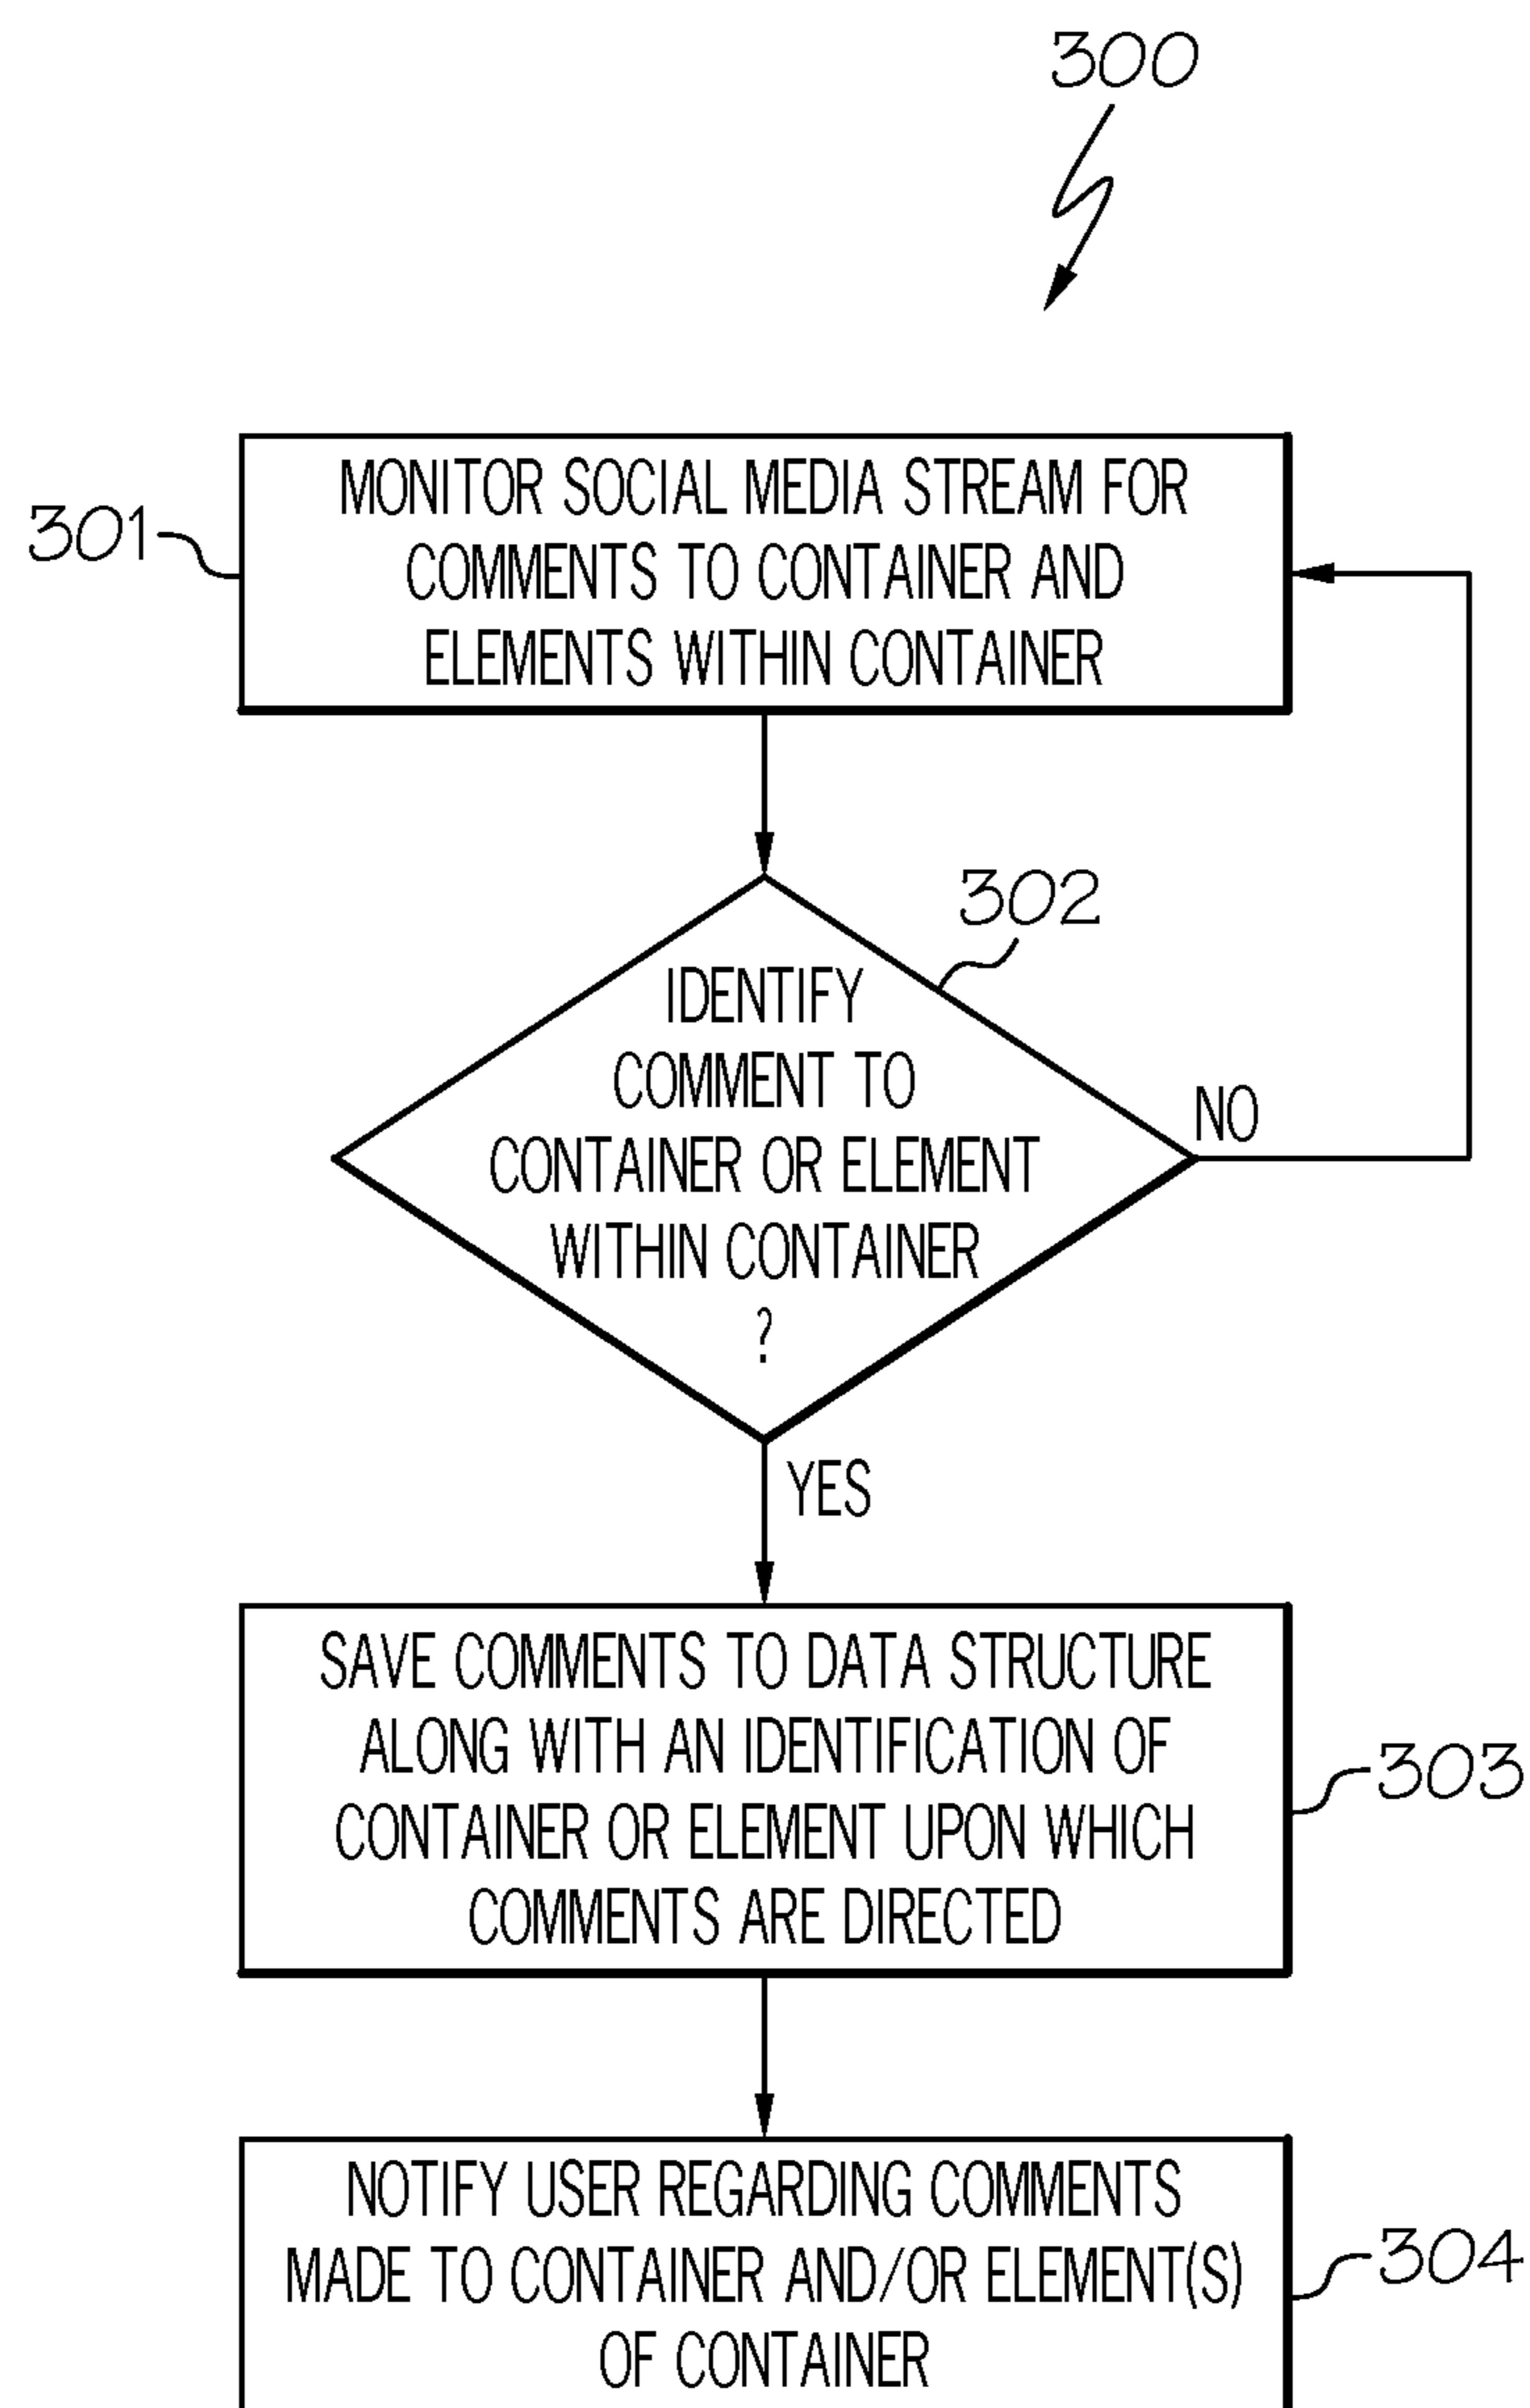 300
301
MONITOR SOCIAL MEDIA STREAM FOR
COMMENTS TO CONTAINER AND
ELEMENTS WITHIN CONTAINER
302
IDENTIFY
COMMENT TO
CONTAINER OR ELEMENT
WITHIN CONTAINER
?
NO
YES
SAVE COMMENTS TO DATA STRUCTURE
ALONG WITH AN IDENTIFICATION OF
CONTAINER OR ELEMENT UPON WHICH
COMMENTS ARE DIRECTED
303
NOTIFY USER REGARDING COMMENTS
MADE TO CONTAINER AND/OR ELEMENT(S)
OF CONTAINER
304